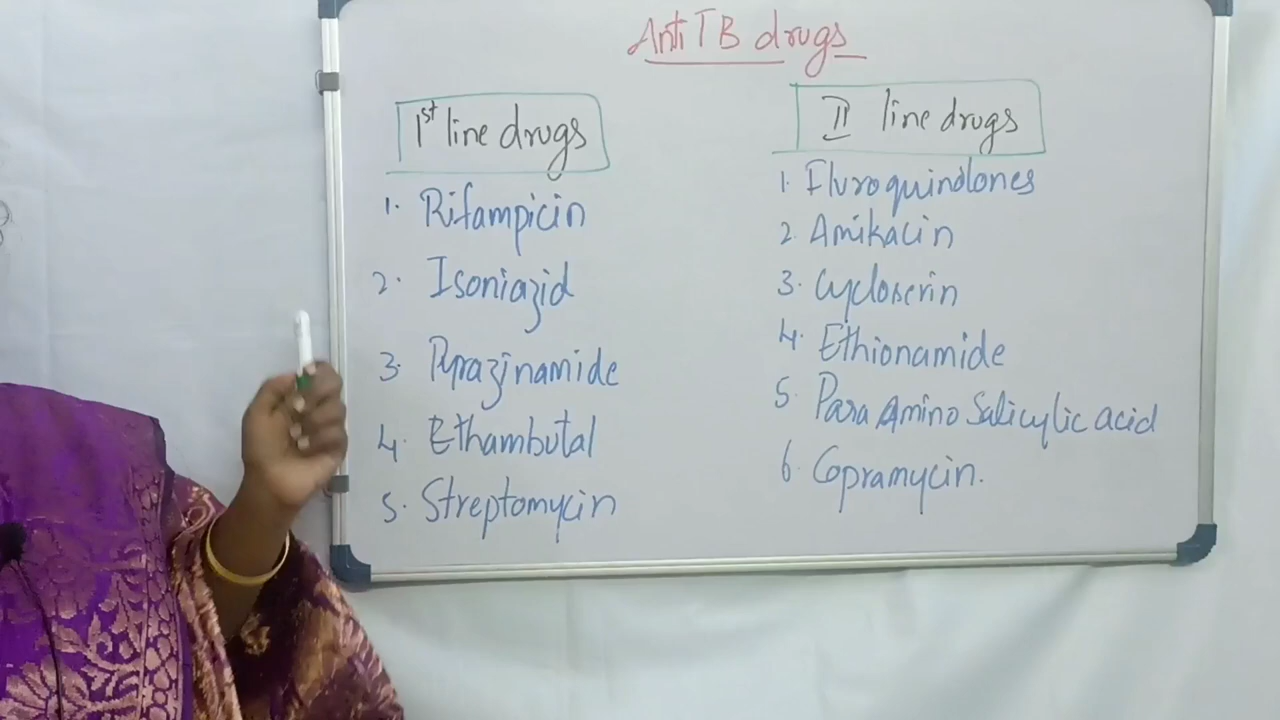 Anti TB drugs
1st line drugs
1. Rifampicin
2. Isoniazid
3. Pyrazinamide
4. Ethambutal
5. Streptomycin
II line drugs
1. Fluroquinolones
2. Amikacin
3. Cycloserin
4. Ethionamide
5 Para Amino Salicylic acid
6. Copramycin.